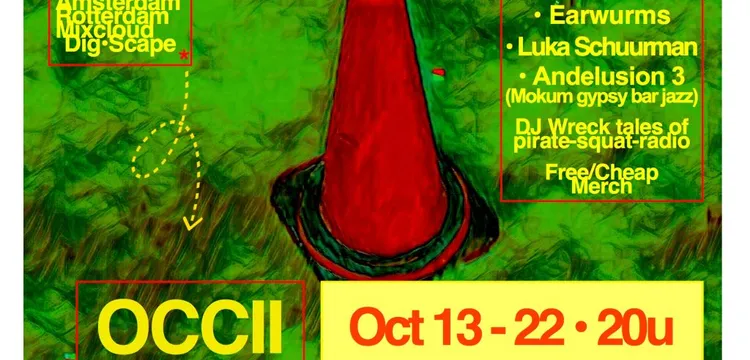 Amsterdam
Rotterdam
Mixcloud
Dig•Scape
*
• Earwurms
• Luka Schuurman
• Andelusion 3
(Mokum gypsy bar jazz)
DJ Wreck tales of
pirate-squat-radio
Free/Cheap
Merch
OCCII
Oct 13 - 22 • 20u